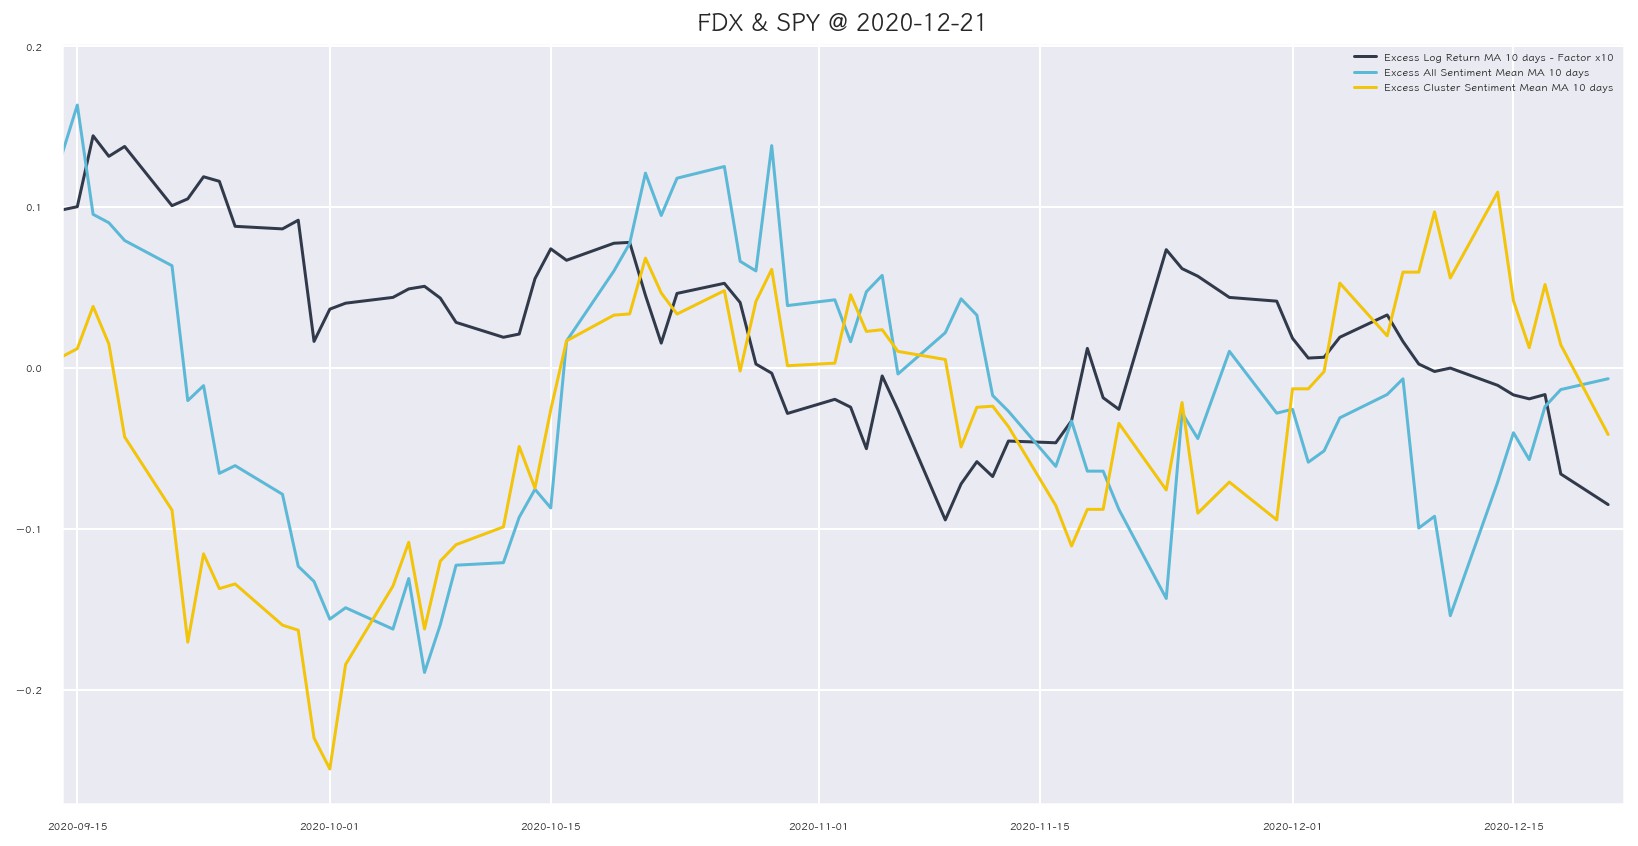 FDX & SPY @ 2020-12-21
Excess Log Return MA 10 days - Factor x10
Excess All Sentiment Mean MA 10 days
Excess Cluster Sentiment Mean MA 10 days
0.2
0.1
0.0
−0.1
−0.2
2020-09-15 2020-10-01 2020-10-15 2020-11-01 2020-11-15 2020-12-01 2020-12-15